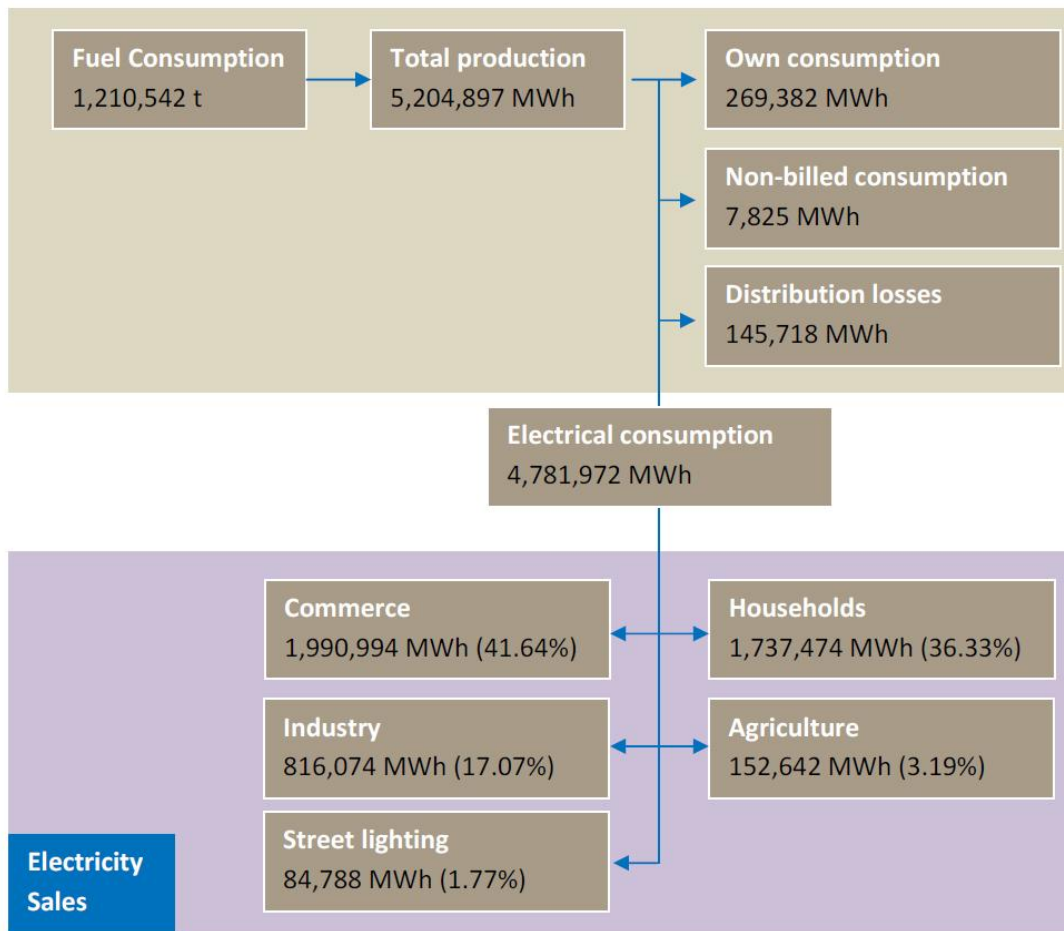 Fuel Consumption
1,210,542 t
Total production
5,204,897 MWh
Own consumption
269,382 MWh
Non-billed consumption
7,825 MWh
Distribution losses
145,718 MWh
Electrical consumption
4,781,972 MWh
Commerce
1,990,994 MWh (41.64%)
Households
1,737,474 MWh (36.33%)
Industry
816,074 MWh (17.07%)
Agriculture
152,642 MWh (3.19%)
Street lighting
84,788 MWh (1.77%)
Electricity
Sales